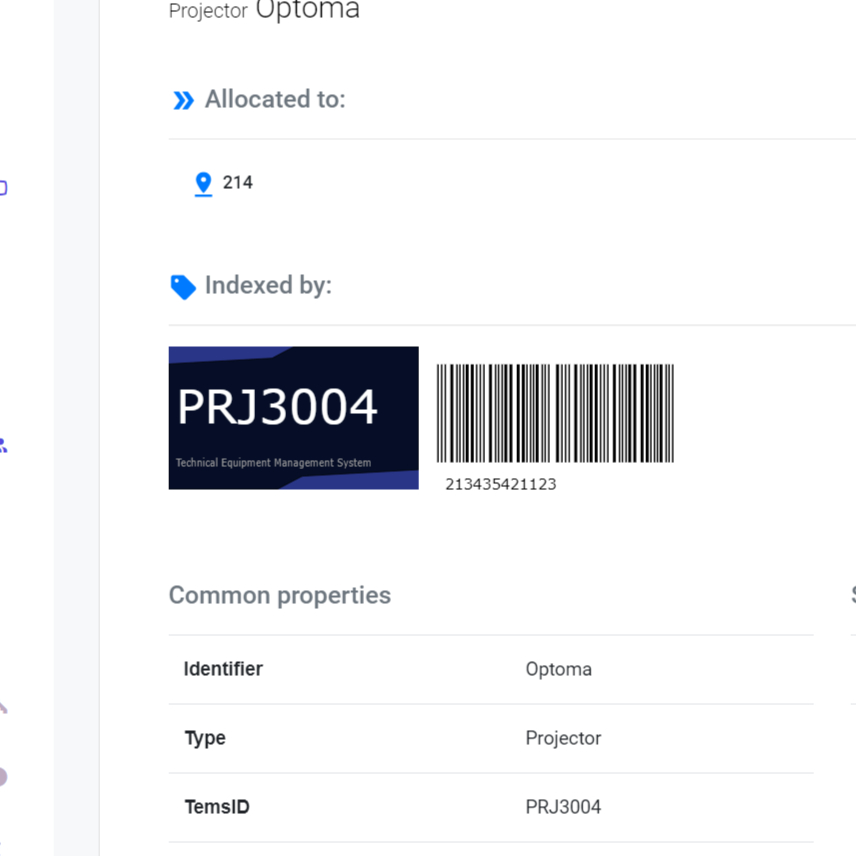 Projector Optoma
Allocated to:
214
Indexed by:
PRJ3004
Technical Equipment Management System
213435421123
Common properties
Identifier Optoma
Type Projector
TemsID PRJ3004